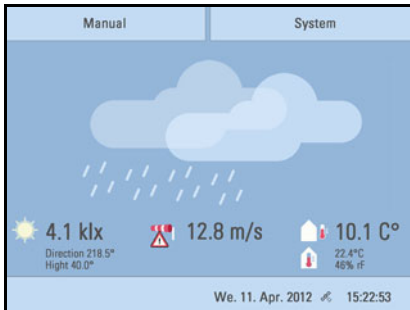 Manual System
4.1 klx 12.8 m/s 10.1 C°
Direction 218.5° 22.4°C
Hight 40.0° 46% rF
We. 11. Apr. 2012 15:22:53